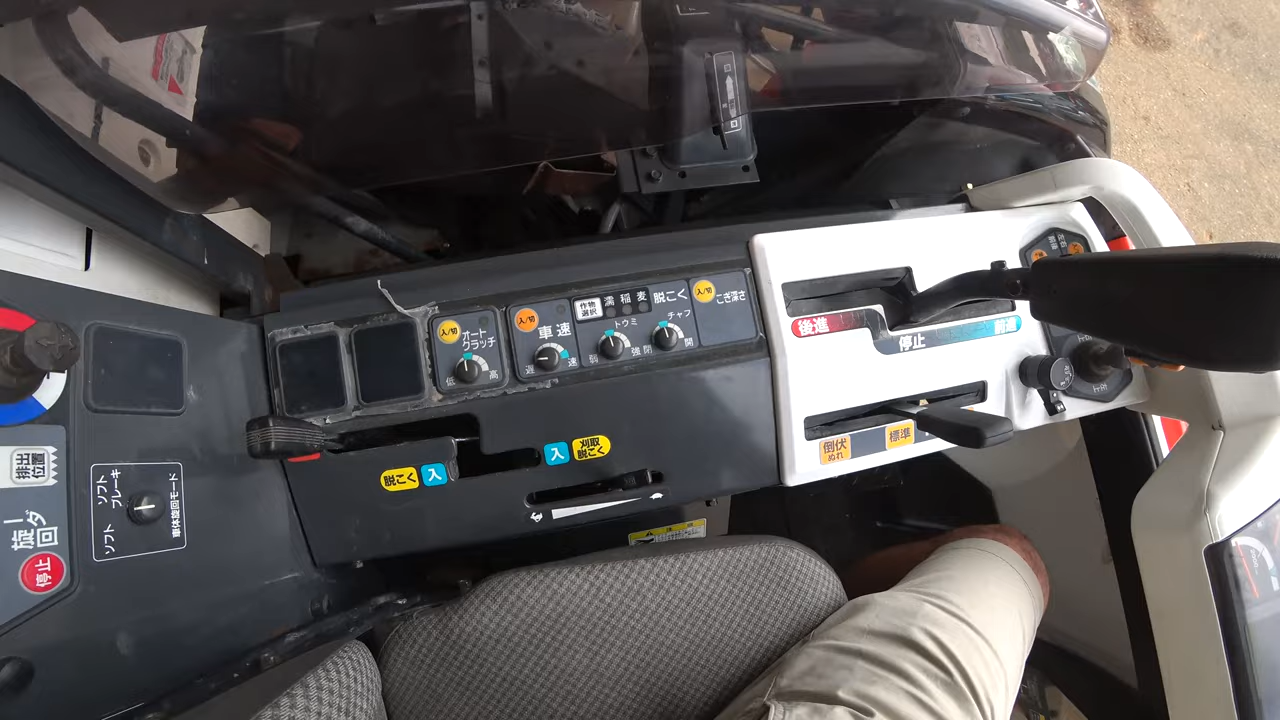 入/切
オート
クラッチ
低
高
入/切
車速
遅
速
作物
選択
濡 稲 麦
脱こく
トウミ
弱
強
チャフ
閉
開
入/切
こぎ深さ
後進
停止
前進
倒伏
ぬれ
標準
脱こく
入
入
刈取
脱こく
排出
位置
旋回
停止
ソフト
ソフト
ブレーキ
車体旋回モード